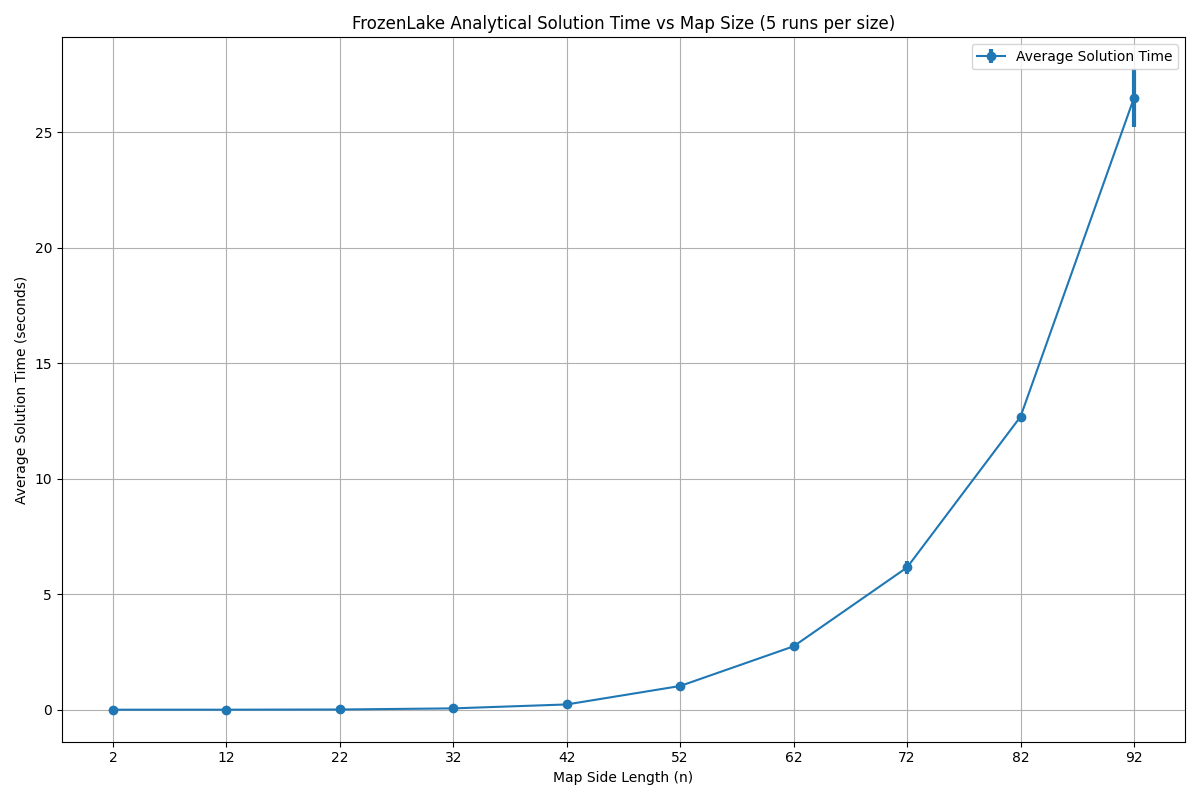 FrozenLake Analytical Solution Time vs Map Size (5 runs per size)
Average Solution Time
Average Solution Time (seconds)
25
20
15
10
5
0
2 12 22 32 42 52 62 72 82 92
Map Side Length (n)